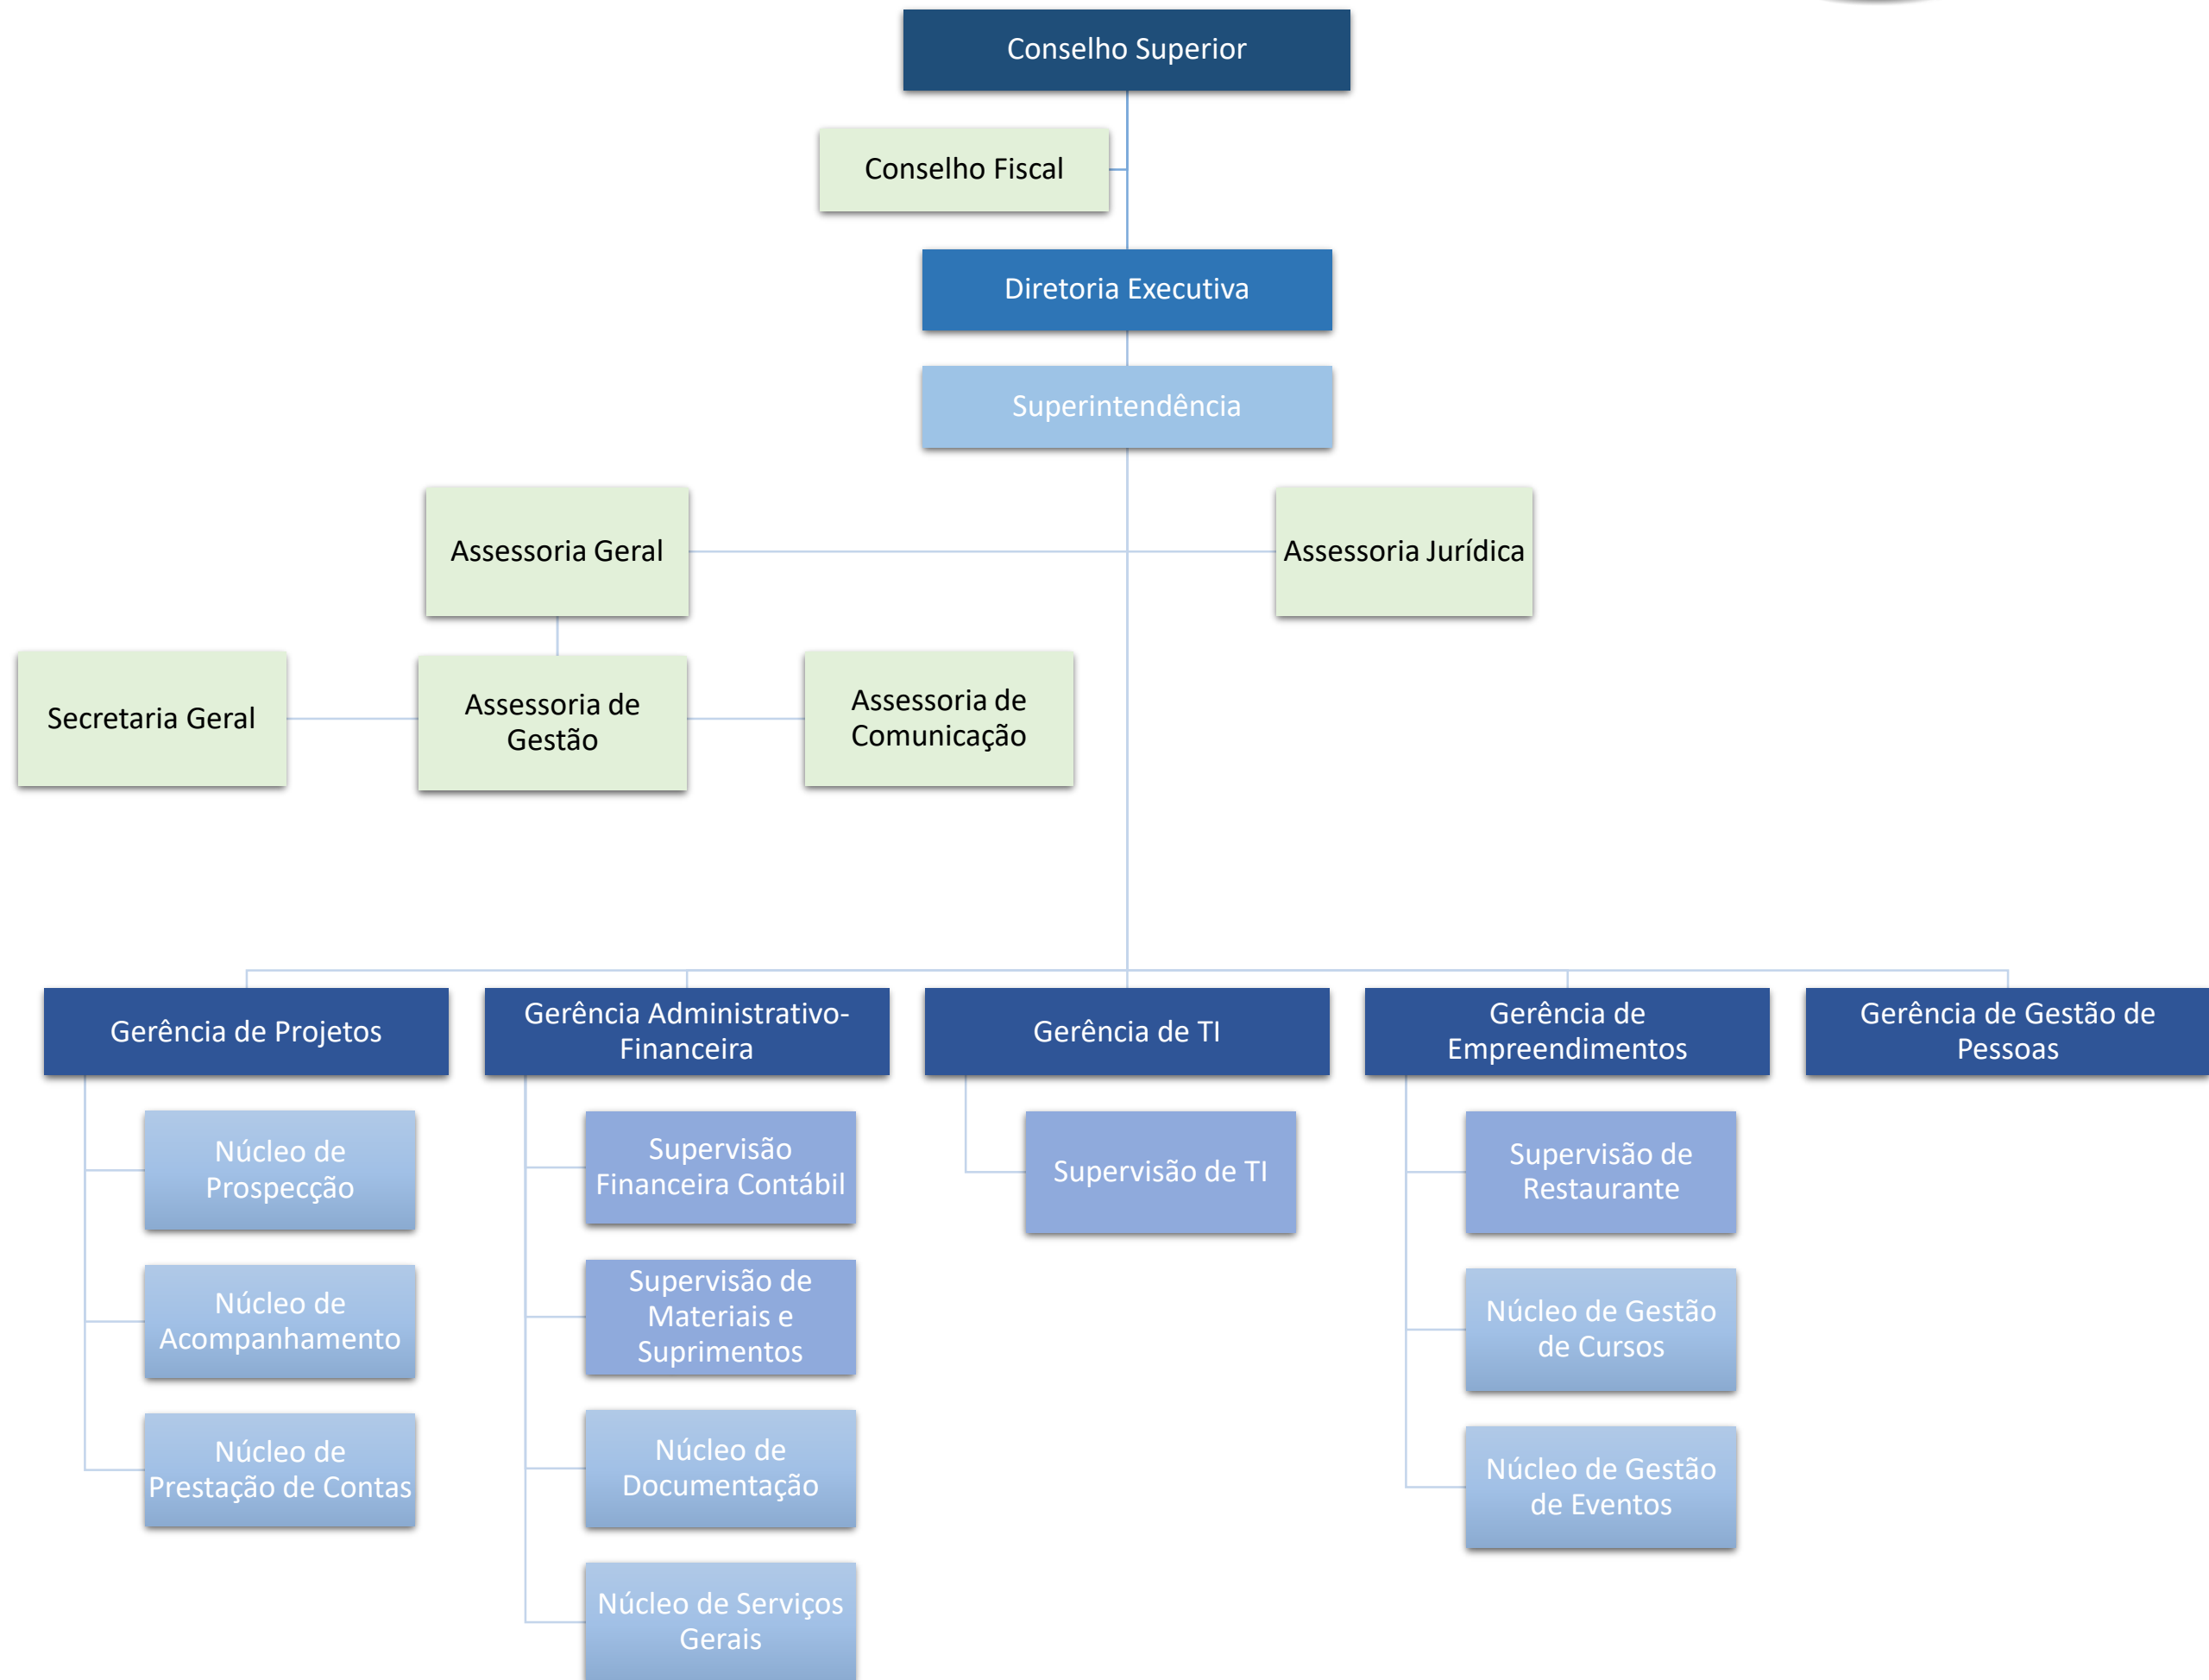 Conselho Superior
Conselho Fiscal
Diretoria Executiva
Superintendência
Assessoria Geral
Assessoria Jurídica
Secretaria Geral
Assessoria de
Gestão
Assessoria de
Comunicação
Gerência de Projetos
Gerência Administrativo-
Financeira
Gerência de TI
Gerência de
Empreendimentos
Gerência de Gestão de
Pessoas
Núcleo de
Prospecção
Núcleo de
Acompanhamento
Núcleo de
Prestação de Contas
Supervisão
Financeira Contábil
Supervisão de
Materiais e
Suprimentos
Núcleo de
Documentação
Núcleo de Serviços
Gerais
Supervisão de TI
Supervisão de
Restaurante
Núcleo de Gestão
de Cursos
Núcleo de Gestão
de Eventos